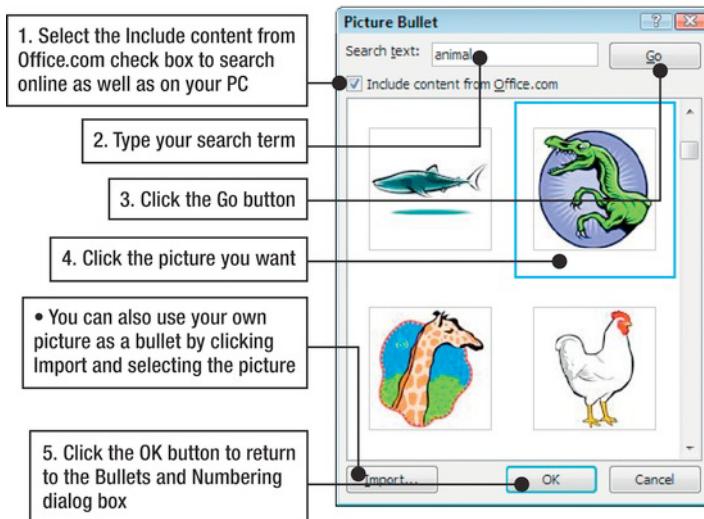 1. Select the Include content from
Office.com check box to search
online as well as on your PC
2. Type your search term
3. Click the Go button
4. Click the picture you want
• You can also use your own
picture as a bullet by clicking
Import and selecting the picture
5. Click the OK button to return
to the Bullets and Numbering
dialog box
Picture Bullet
Search text: animal
Go
Include content from Office.com
Import...
OK
Cancel